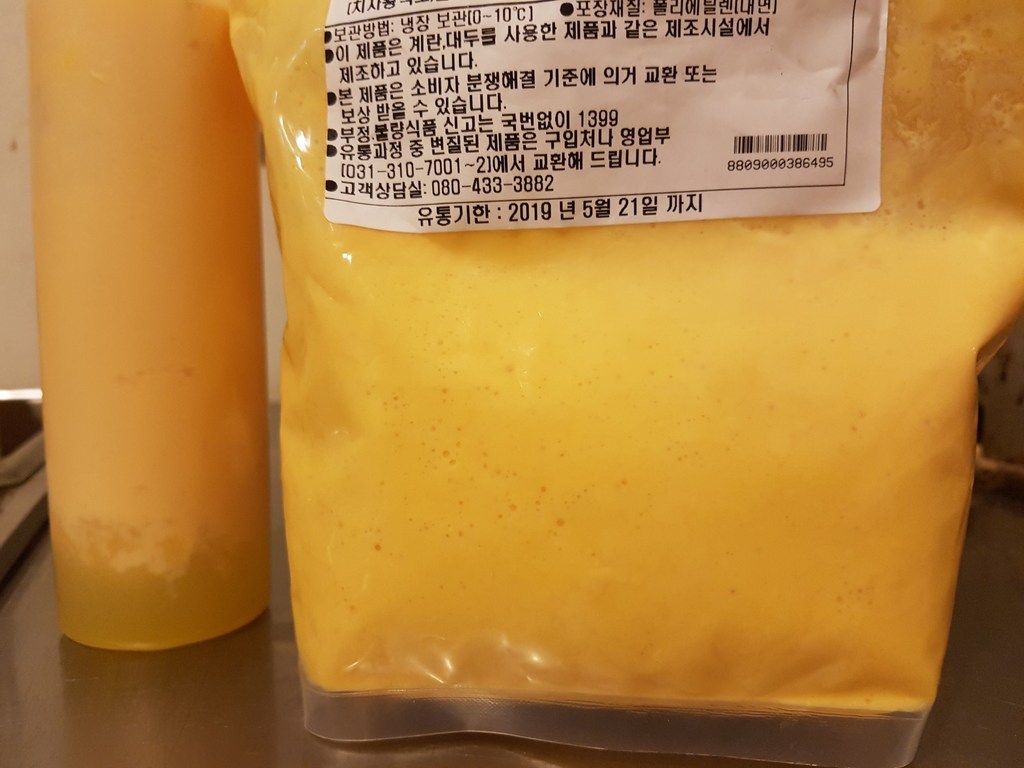 ●보관방법: 냉장 보관[0~10℃] ●포장재질: 폴리에틸렌[내면]
●이 제품은 계란,대두를 사용한 제품과 같은 제조시설에서
제조하고 있습니다.
●본 제품은 소비자 분쟁해결 기준에 의거 교환 또는
보상 받을 수 있습니다.
●부정.불량식품 신고는 국번없이 1399
●유통과정 중 변질된 제품은 구입처나 영업부
[031-310-7001~2]에서 교환해 드립니다.
●고객상담실: 080-433-3882
8809000386495
유통기한 : 2019 년 5월 21일 까지